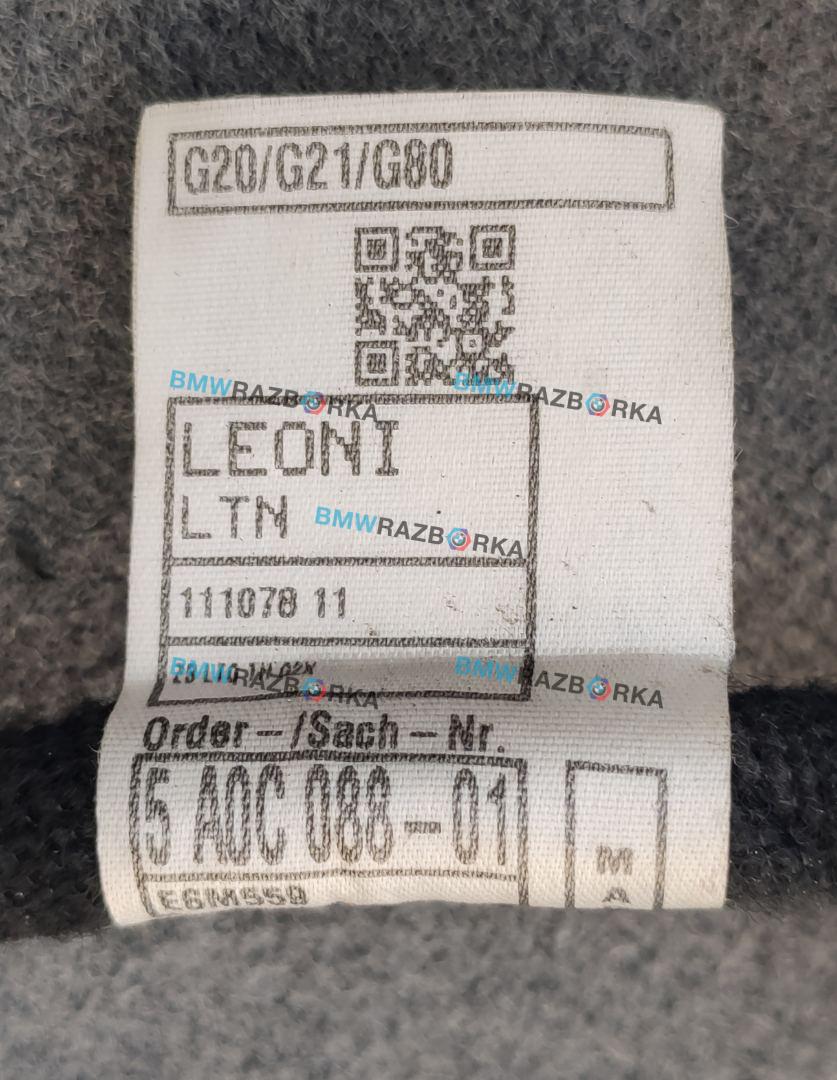 G20/G21/G80
BMWRAZBORKA
BMWRAZBORKA
LEONI
LTN
BMWRAZBORKA
111078 11
BMWRAZBORKA
BMWRAZBORKA
Order-/Sach-Nr.
5 A0C 088-01
E6M559
M
A